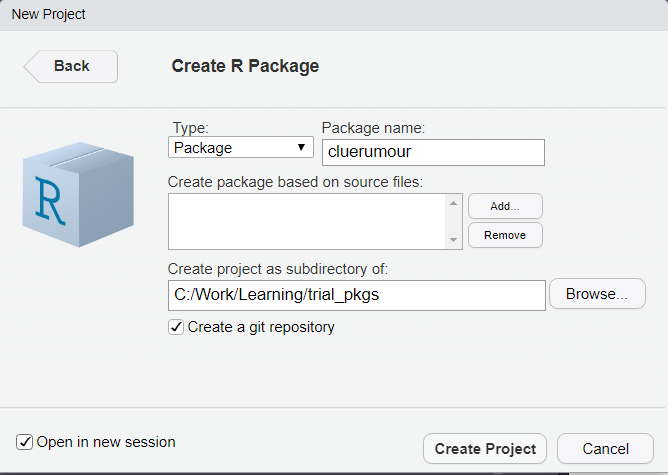 New Project
Back
Create R Package
Type:
Package name:
Package
cluerumour
Create package based on source files:
Add...
Remove
R
Create project as subdirectory of:
C:/Work/Learning/trial_pkgs
Browse...
Create a git repository
Open in new session
Create Project
Cancel